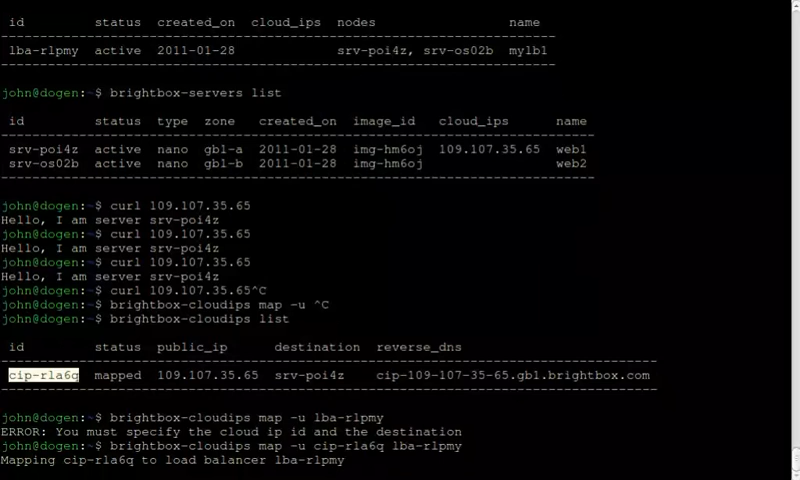 id status created_on cloud_ips nodes name
--------------------------------------------------------------------------------
lba-rlpmy active 2011-01-28 srv-poi4z, srv-os02b mylb1
--------------------------------------------------------------------------------
john@dogen:~$ brightbox-servers list
id status type zone created_on image_id cloud_ips name
--------------------------------------------------------------------------------
srv-poi4z active nano gb1-a 2011-01-28 img-hm6oj 109.107.35.65 web1
srv-os02b active nano gb1-b 2011-01-28 img-hm6oj web2
--------------------------------------------------------------------------------
john@dogen:~$ curl 109.107.35.65
Hello, I am server srv-poi4z
john@dogen:~$ curl 109.107.35.65
Hello, I am server srv-poi4z
john@dogen:~$ curl 109.107.35.65
Hello, I am server srv-poi4z
john@dogen:~$ curl 109.107.35.65^C
john@dogen:~$ brightbox-cloudips map -u ^C
john@dogen:~$ brightbox-cloudips list
id status public_ip destination reverse_dns
--------------------------------------------------------------------------------
cip-rla6q mapped 109.107.35.65 srv-poi4z cip-109-107-35-65.gb1.brightbox.com
--------------------------------------------------------------------------------
john@dogen:~$ brightbox-cloudips map -u lba-rlpmy
ERROR: You must specify the cloud ip id and the destination
john@dogen:~$ brightbox-cloudips map -u cip-rla6q lba-rlpmy
Mapping cip-rla6q to load balancer lba-rlpmy